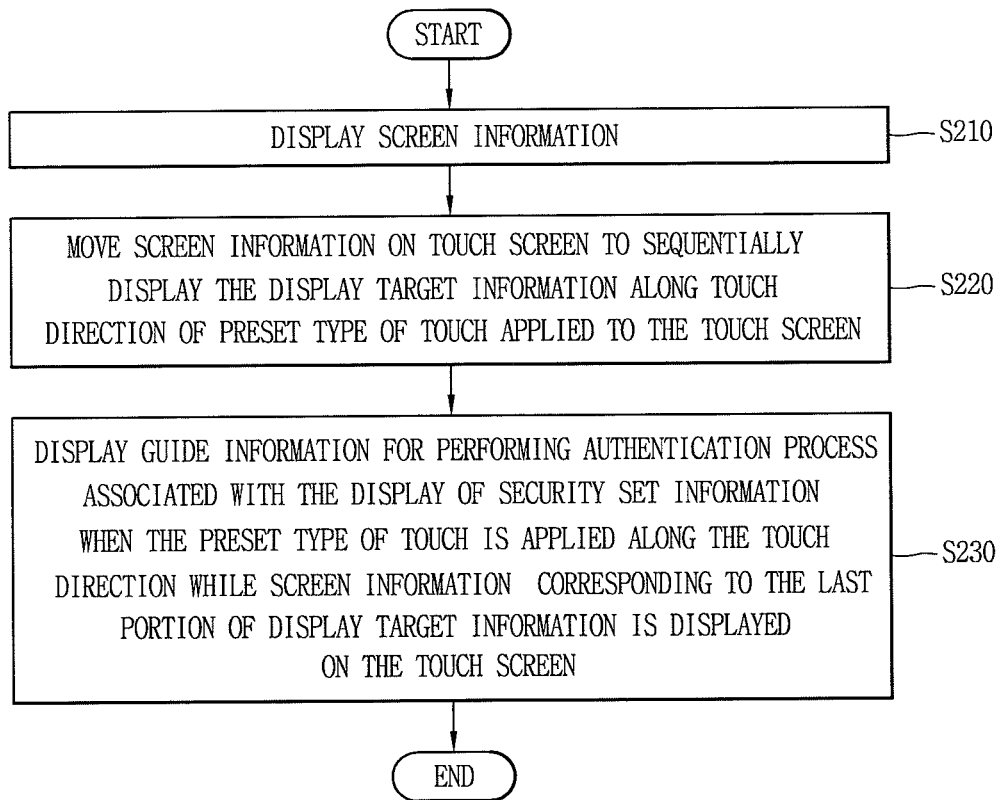 START
DISPLAY SCREEN INFORMATION
S210
MOVE SCREEN INFORMATION ON TOUCH SCREEN TO SEQUENTIALLY
DISPLAY THE DISPLAY TARGET INFORMATION ALONG TOUCH
DIRECTION OF PRESET TYPE OF TOUCH APPLIED TO THE TOUCH SCREEN
S220
DISPLAY GUIDE INFORMATION FOR PERFORMING AUTHENTICATION PROCESS
ASSOCIATED WITH THE DISPLAY OF SECURITY SET INFORMATION
WHEN THE PRESET TYPE OF TOUCH IS APPLIED ALONG THE TOUCH
DIRECTION WHILE SCREEN INFORMATION CORRESPONDING TO THE LAST
PORTION OF DISPLAY TARGET INFORMATION IS DISPLAYED
ON THE TOUCH SCREEN
S230
END